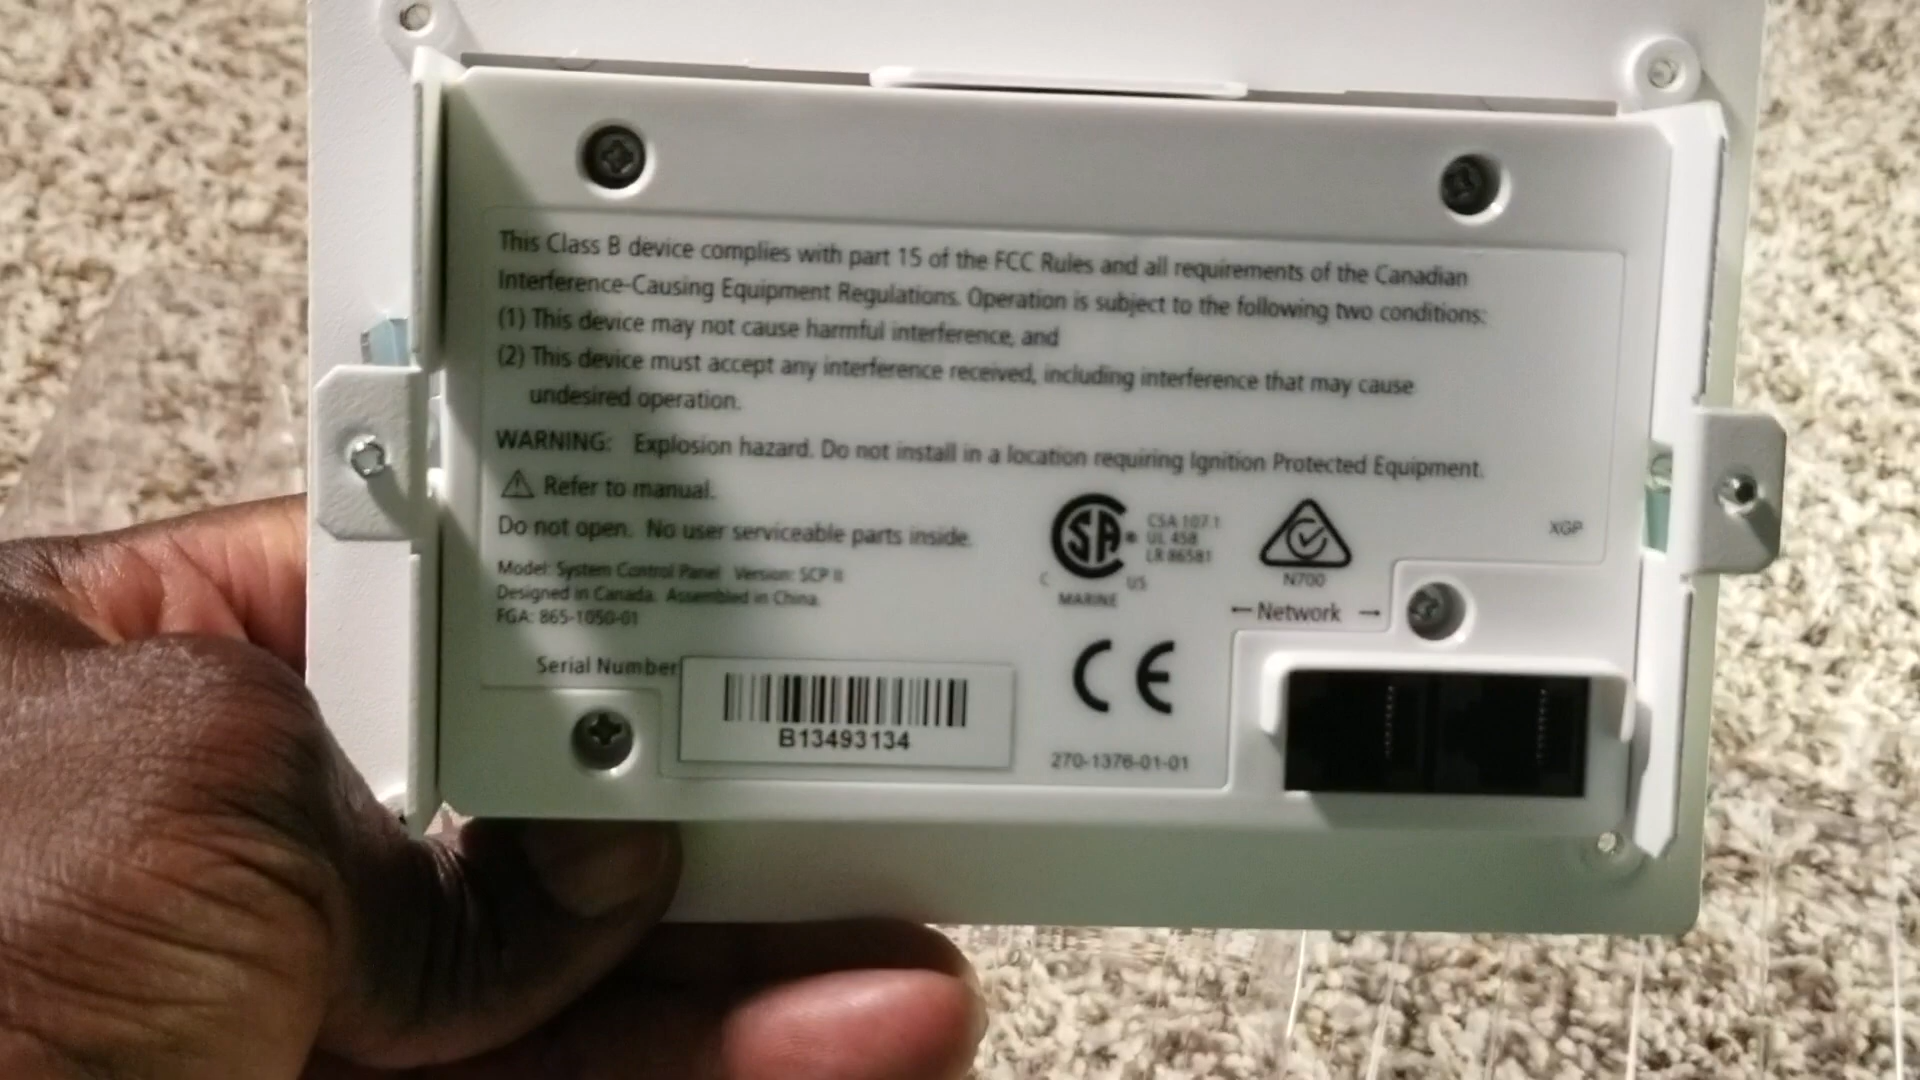 This Class B device complies with part 15 of the FCC Rules and all requirements of the Canadian
Interference-Causing Equipment Regulations. Operation is subject to the following two conditions:
(1) This device may not cause harmful interference, and
(2) This device must accept any interference received, including interference that may cause
undesired operation.
WARNING: Explosion hazard. Do not install in a location requiring Ignition Protected Equipment.
Refer to manual.
Do not open. No user serviceable parts inside.
Model: System Control Panel Version: SCP II
Designed in Canada. Assembled in China.
FGA: 865-1050-01
SA
CSA 107.1
UL 458
LR 86581
C US
MARINE
N700
XGP
← Network →
Serial Number
B13493134
CE
270-1376-01-01